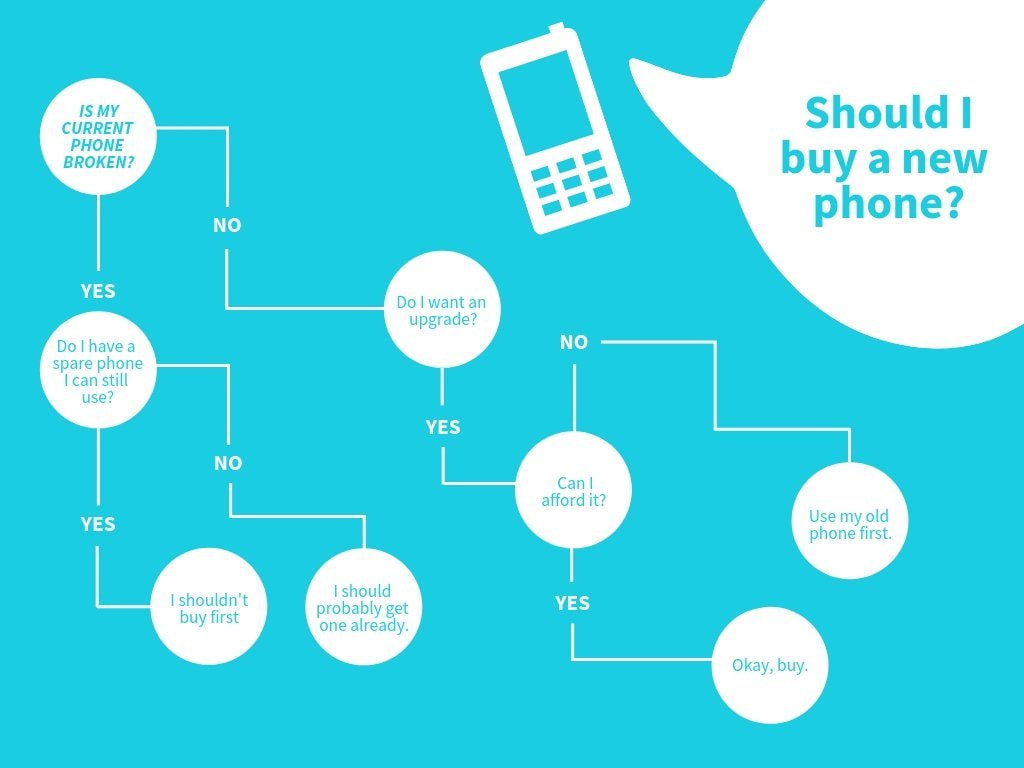 Should I
buy a new
phone?
IS MY
CURRENT
PHONE
BROKEN?
NO
YES
Do I want an
upgrade?
Do I have a
spare phone
I can still
use?
NO
YES
NO
Can I
afford it?
YES
Use my old
phone first.
I shouldn't
buy first
I should
probably get
one already.
YES
Okay, buy.